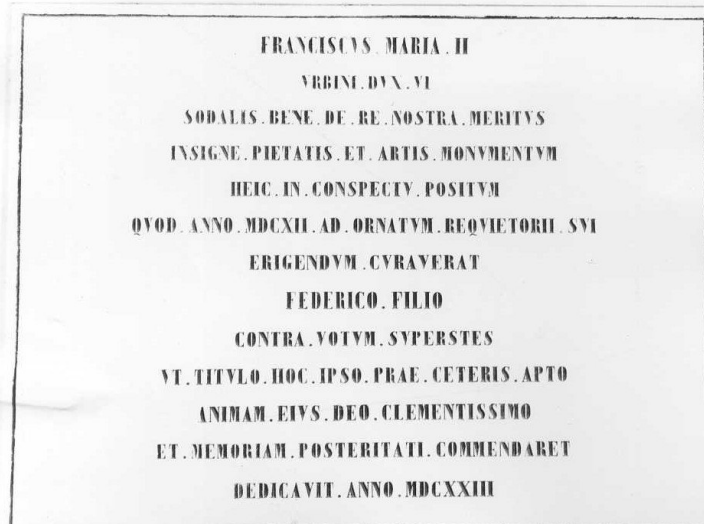 FRANCISCVS . MARIA . II
VRBINI . DVX . VI
SODALIS . BENE . DE . RE . NOSTRA . MERITVS
INSIGNE . PIETATIS . ET . ARTIS . MONVMENTVM
HEIC . IN . CONSPECTV . POSITVM
QVOD . ANNO . MDCXII . AD . ORNATVM . REQVIETORII . SVI
ERIGENDVM . CVRAVERAT
FEDERICO . FILIO
CONTRA . VOTVM . SVPERSTES
VT . TITVLO . HOC . IPSO . PRAE . CETERIS . APTO
ANIMAM . EIVS . DEO . CLEMENTISSIMO
ET . MEMORIAM . POSTERITATI . COMMENDARET
DEDICAVIT . ANNO . MDCXXIII